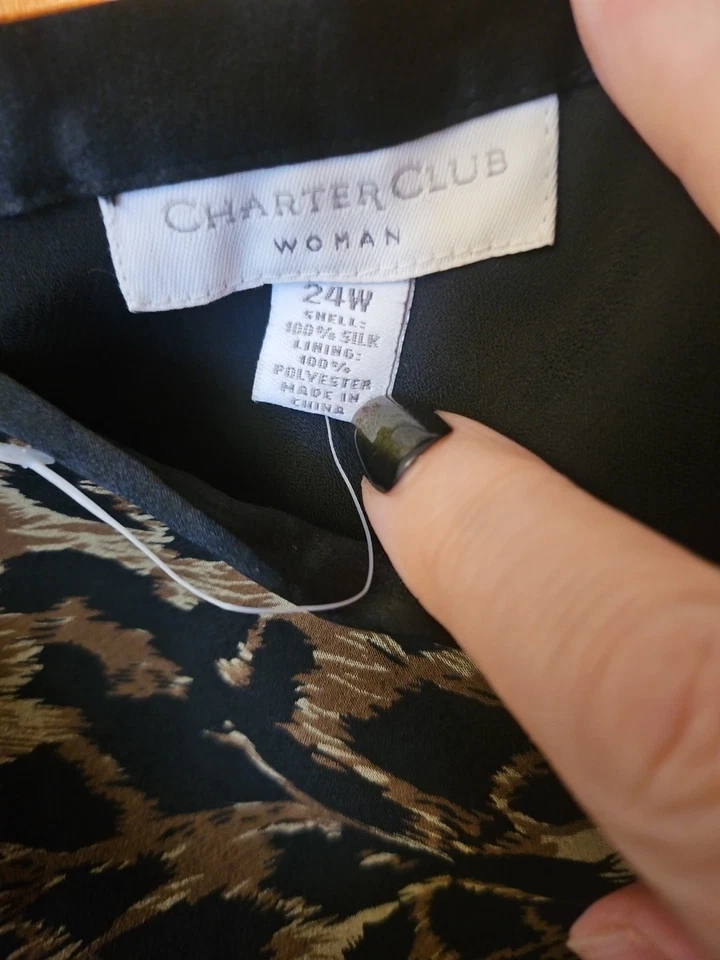 CHARTER CLUB
WOMAN
24W
SHELL:
100% SILK
LINING:
100%
POLYESTER
MADE IN
CHINA